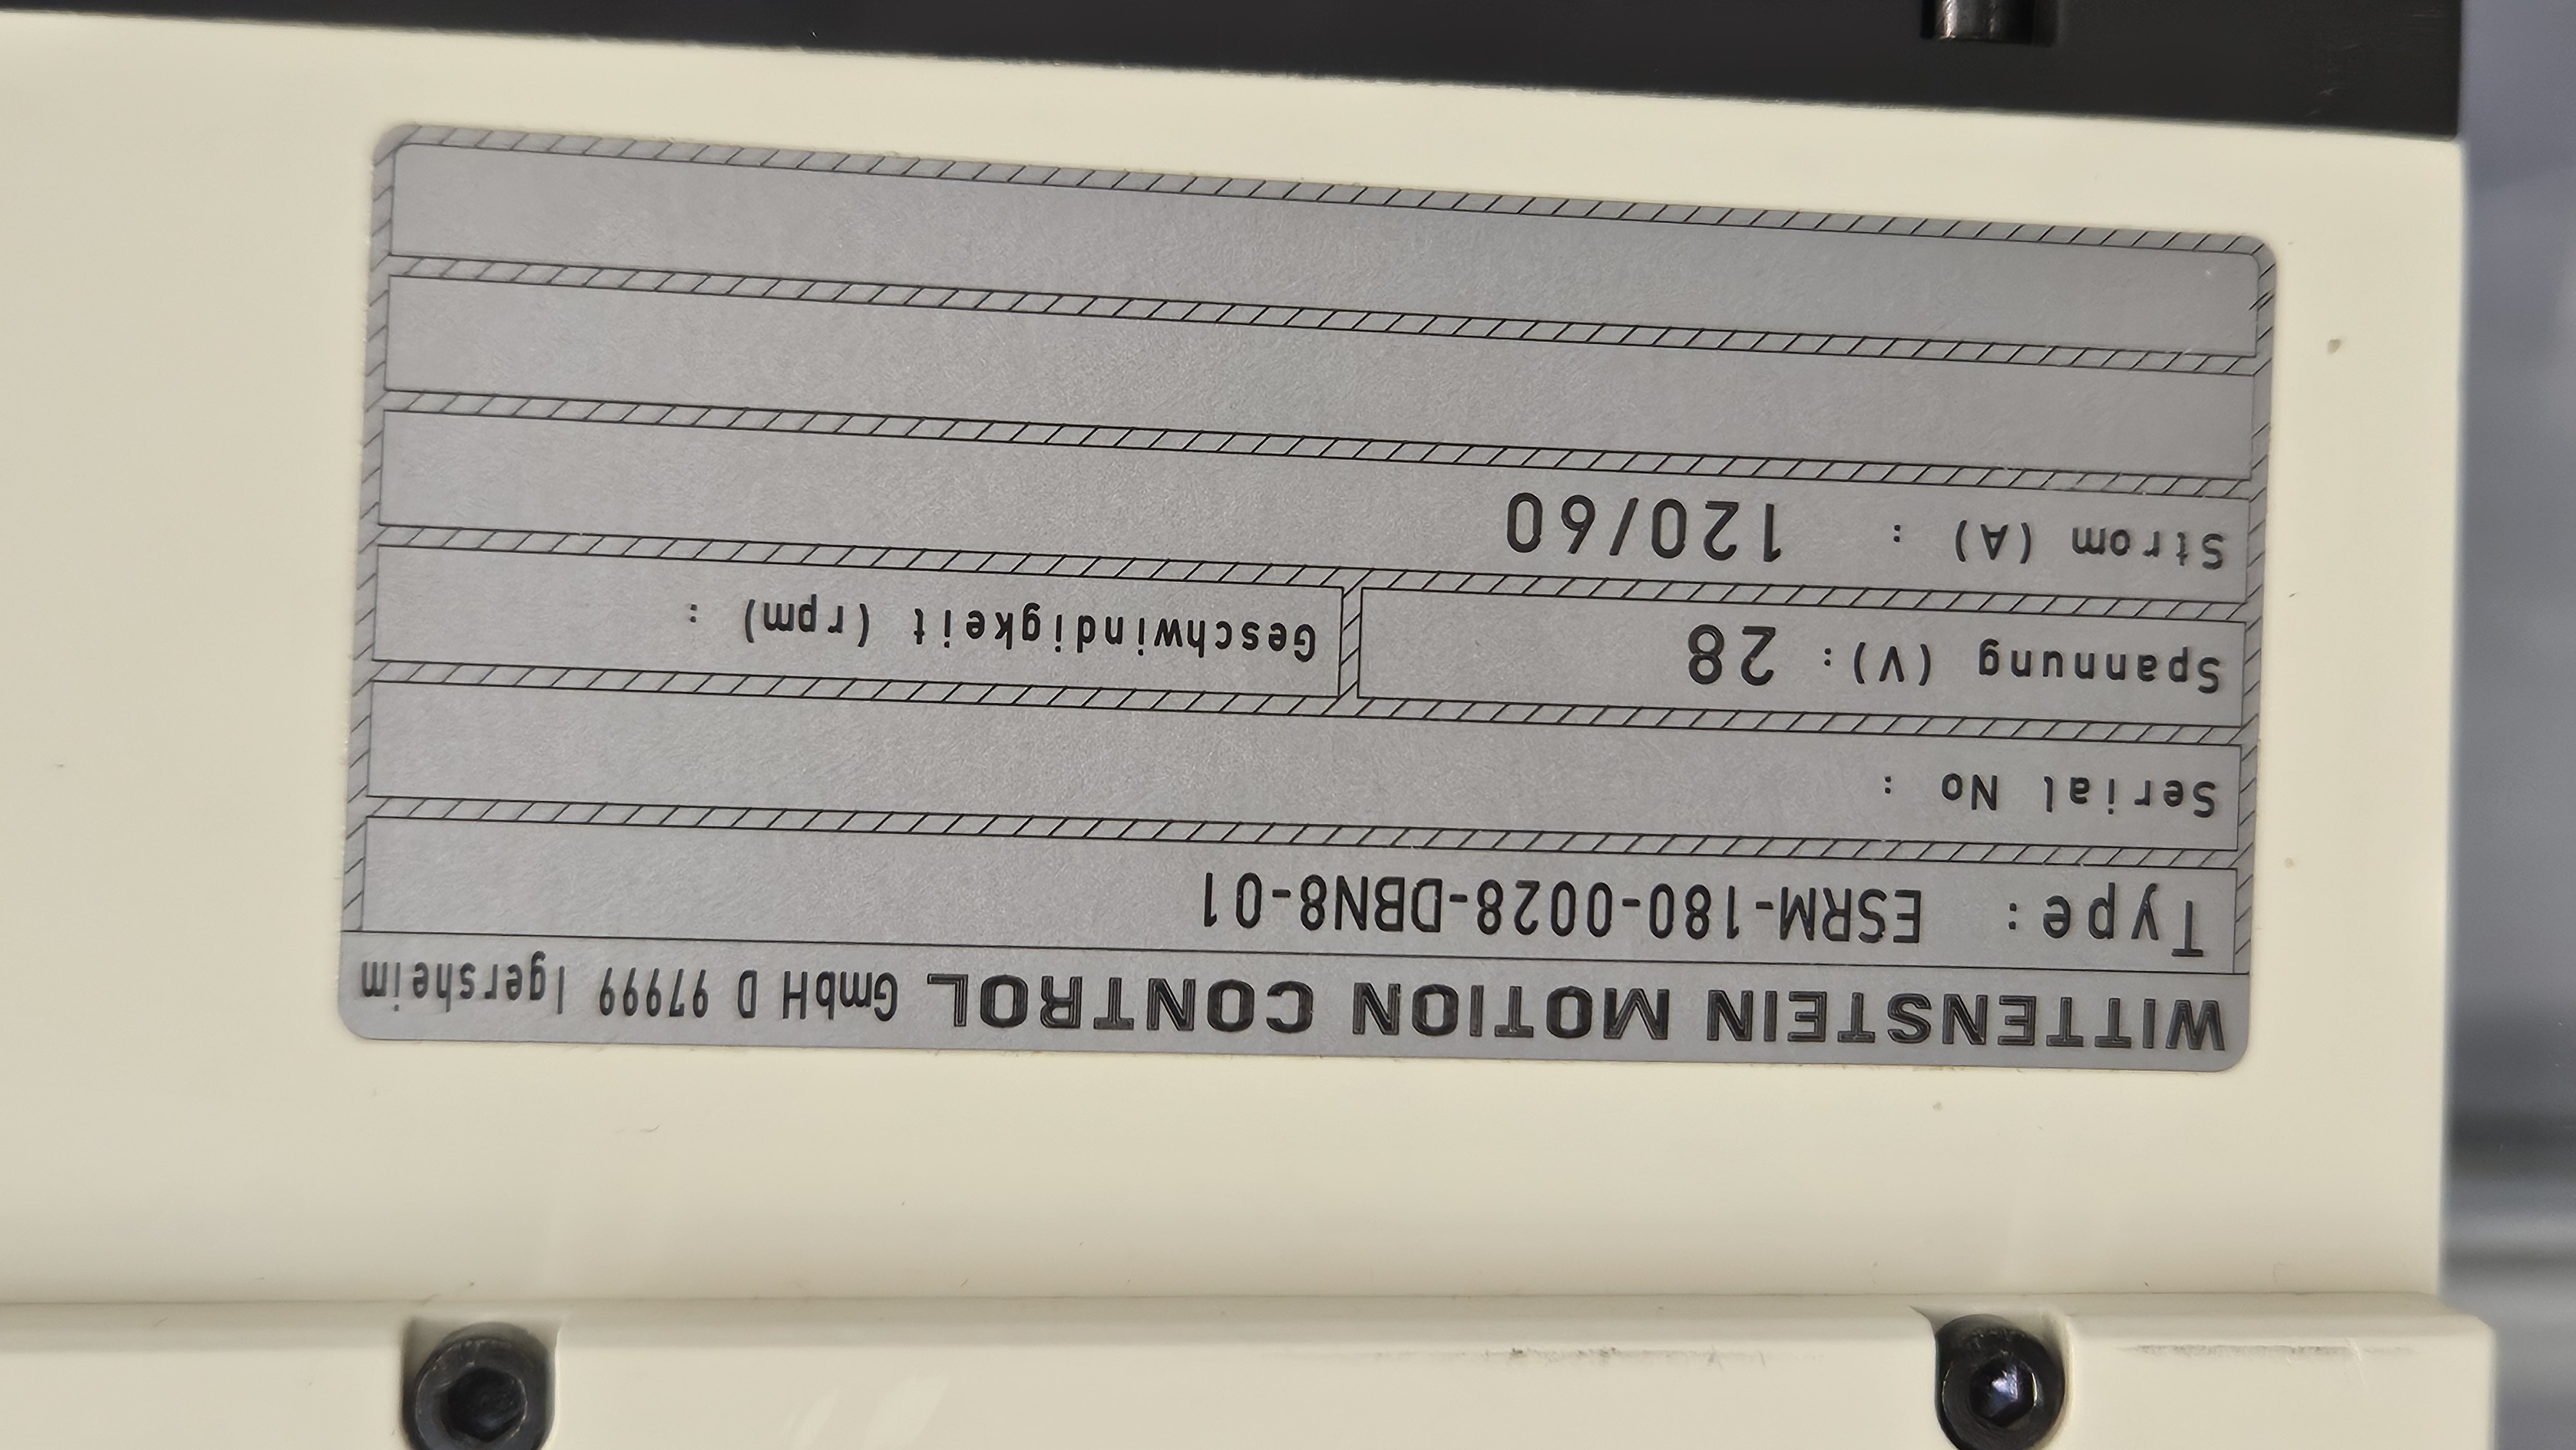 WITTENSTEIN MOTION CONTROL GmbH D 97999 Igersheim
Type: ESRM-180-0028-DBN8-01
Serial No :
Spannung (V): 28 Geschwindigkeit (rpm) :
Strom (A) : 120/60